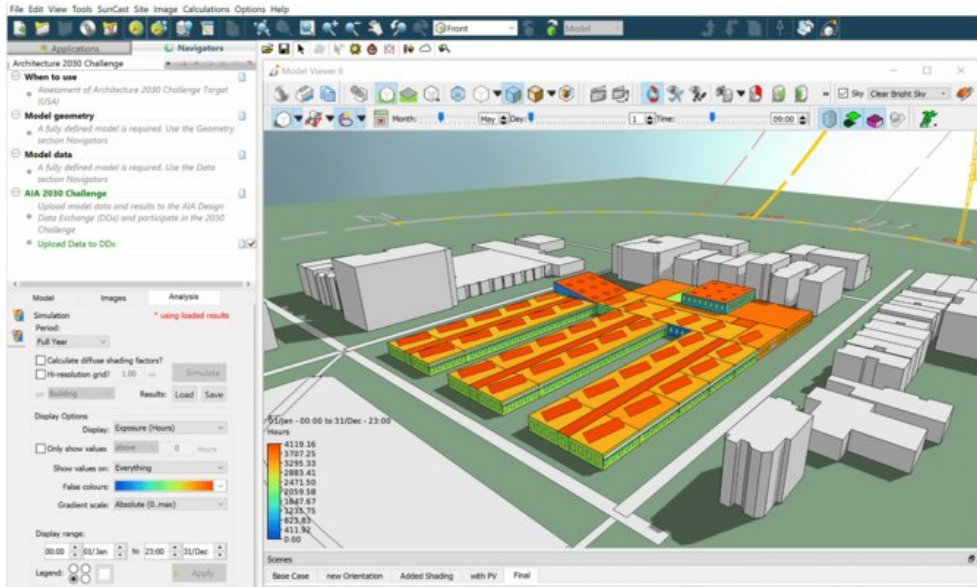 File Edit View Tools SunCast Site Image Calculations Options Help
Front
Model
Applications
Navigators
Architecture 2030 Challenge
When to use
Assessment of Architecture 2030 Challenge Target
(USA)
Model geometry
A fully defined model is required. Use the Geometry
section Navigators
Model data
A fully defined model is required. Use the Data
section Navigators
AIA 2030 Challenge
Upload model data and results to the AIA Design
Data Exchange (DDx) and participate in the 2030
Challenge
Upload Data to DDx
Model Images Analysis
Simulation * using loaded results
Period:
Full Year
Calculate diffuse shading factors?
Hi-resolution grid? 1.00 Simulate
Building Results: Load Save
Display Options
Display: Exposure (Hours)
Only show values above 0 Hours
Show values on: Everything
False colours:
Gradient scale: Absolute (0..max)
Display range:
00:00 01/Jan to 23:00 31/Dec
Legend: Apply
Model Viewer II
Sky Clear Bright Sky
Month: May Day: 1 Time: 09:00
N
01/Jan - 00:00 to 31/Dec - 23:00
Hours
4119.16
3707.25
3295.33
2883.41
2471.50
2059.58
1647.67
1235.75
823.83
411.92
0.00
Scenes
Base Case new Orientation Added Shading with PV Final